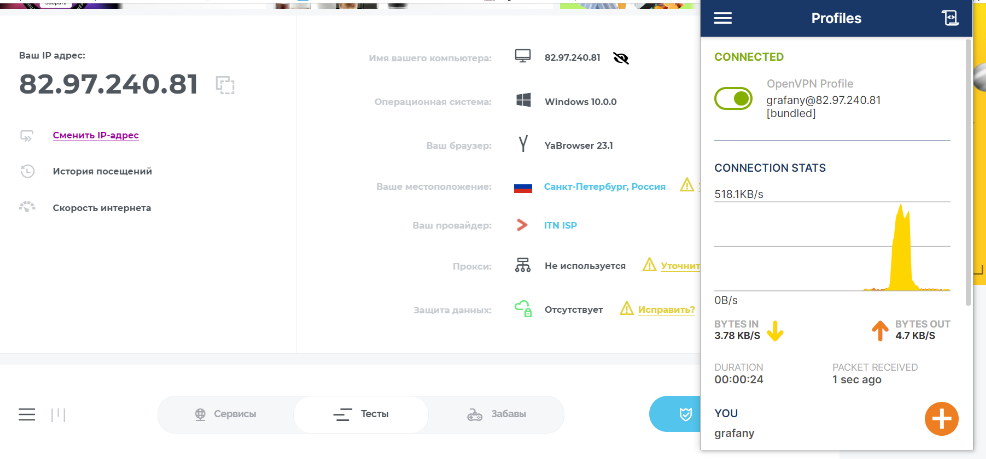 Ваш IP адрес:
82.97.240.81
Сменить IP-адрес
История посещений
Скорость интернета
Имя вашего компьютера: 82.97.240.81
Операционная система: Windows 10.0.0
Ваш браузер: YaBrowser 23.1
Ваше местоположение: Санкт-Петербург, Россия
Ваш провайдер: ITN ISP
Прокси: Не используется Уточнит
Защита данных: Отсутствует Исправить?
Сервисы Тесты Забавы
Profiles
CONNECTED
OpenVPN Profile
grafany@82.97.240.81
[bundled]
CONNECTION STATS
518.1KB/s
0B/s
BYTES IN
3.78 KB/S
BYTES OUT
4.7 KB/S
DURATION
00:00:24
PACKET RECEIVED
1 sec ago
YOU
grafany